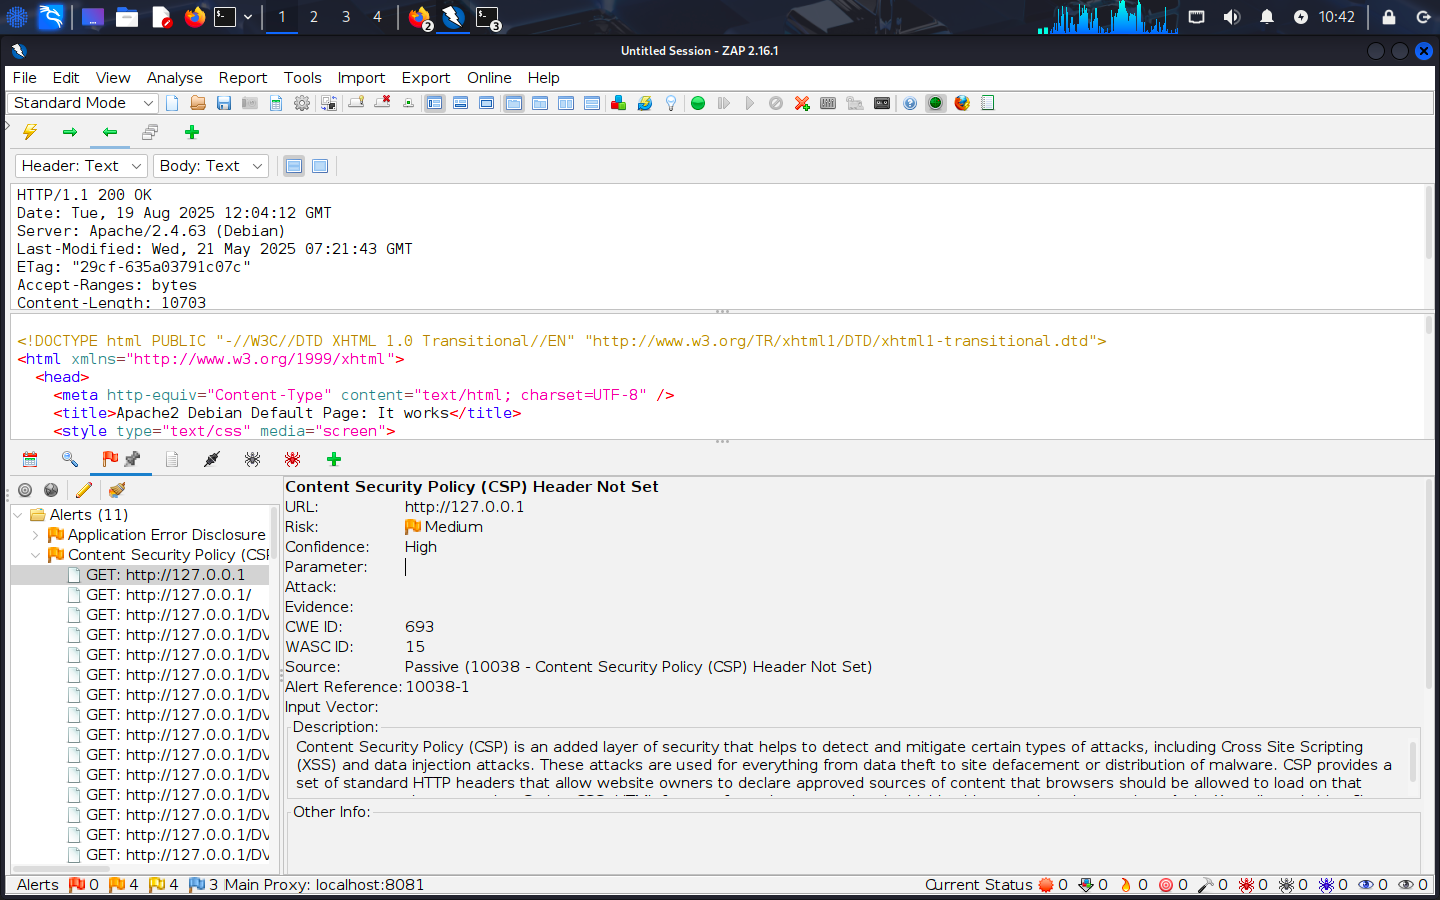 1 2 3 4
2
3
10:42
Untitled Session - ZAP 2.16.1
File Edit View Analyse Report Tools Import Export Online Help
Standard Mode
Header: Text Body: Text
HTTP/1.1 200 OK
Date: Tue, 19 Aug 2025 12:04:12 GMT
Server: Apache/2.4.63 (Debian)
Last-Modified: Wed, 21 May 2025 07:21:43 GMT
ETag: "29cf-635a03791c07c"
Accept-Ranges: bytes
Content-Length: 10703
<!DOCTYPE html PUBLIC "-//W3C//DTD XHTML 1.0 Transitional//EN" "http://www.w3.org/TR/xhtml1/DTD/xhtml1-transitional.dtd">
<html xmlns="http://www.w3.org/1999/xhtml">
<head>
<meta http-equiv="Content-Type" content="text/html; charset=UTF-8" />
<title>Apache2 Debian Default Page: It works</title>
<style type="text/css" media="screen">
Alerts (11)
Application Error Disclosure
Content Security Policy (CSF
GET: http://127.0.0.1
GET: http://127.0.0.1/
GET: http://127.0.0.1/DV
GET: http://127.0.0.1/DV
GET: http://127.0.0.1/DV
GET: http://127.0.0.1/DV
GET: http://127.0.0.1/DV
GET: http://127.0.0.1/DV
GET: http://127.0.0.1/DV
GET: http://127.0.0.1/DV
GET: http://127.0.0.1/DV
GET: http://127.0.0.1/DV
GET: http://127.0.0.1/DV
GET: http://127.0.0.1/DV
GET: http://127.0.0.1/DV
Content Security Policy (CSP) Header Not Set
URL: http://127.0.0.1
Risk: Medium
Confidence: High
Parameter:
Attack:
Evidence:
CWE ID: 693
WASC ID: 15
Source: Passive (10038 - Content Security Policy (CSP) Header Not Set)
Alert Reference: 10038-1
Input Vector:
Description:
Content Security Policy (CSP) is an added layer of security that helps to detect and mitigate certain types of attacks, including Cross Site Scripting
(XSS) and data injection attacks. These attacks are used for everything from data theft to site defacement or distribution of malware. CSP provides a
set of standard HTTP headers that allow website owners to declare approved sources of content that browsers should be allowed to load on that
Other Info:
Alerts 0 4 4 3 Main Proxy: localhost:8081
Current Status 0 0 0 0 0 0 0 0 0 0